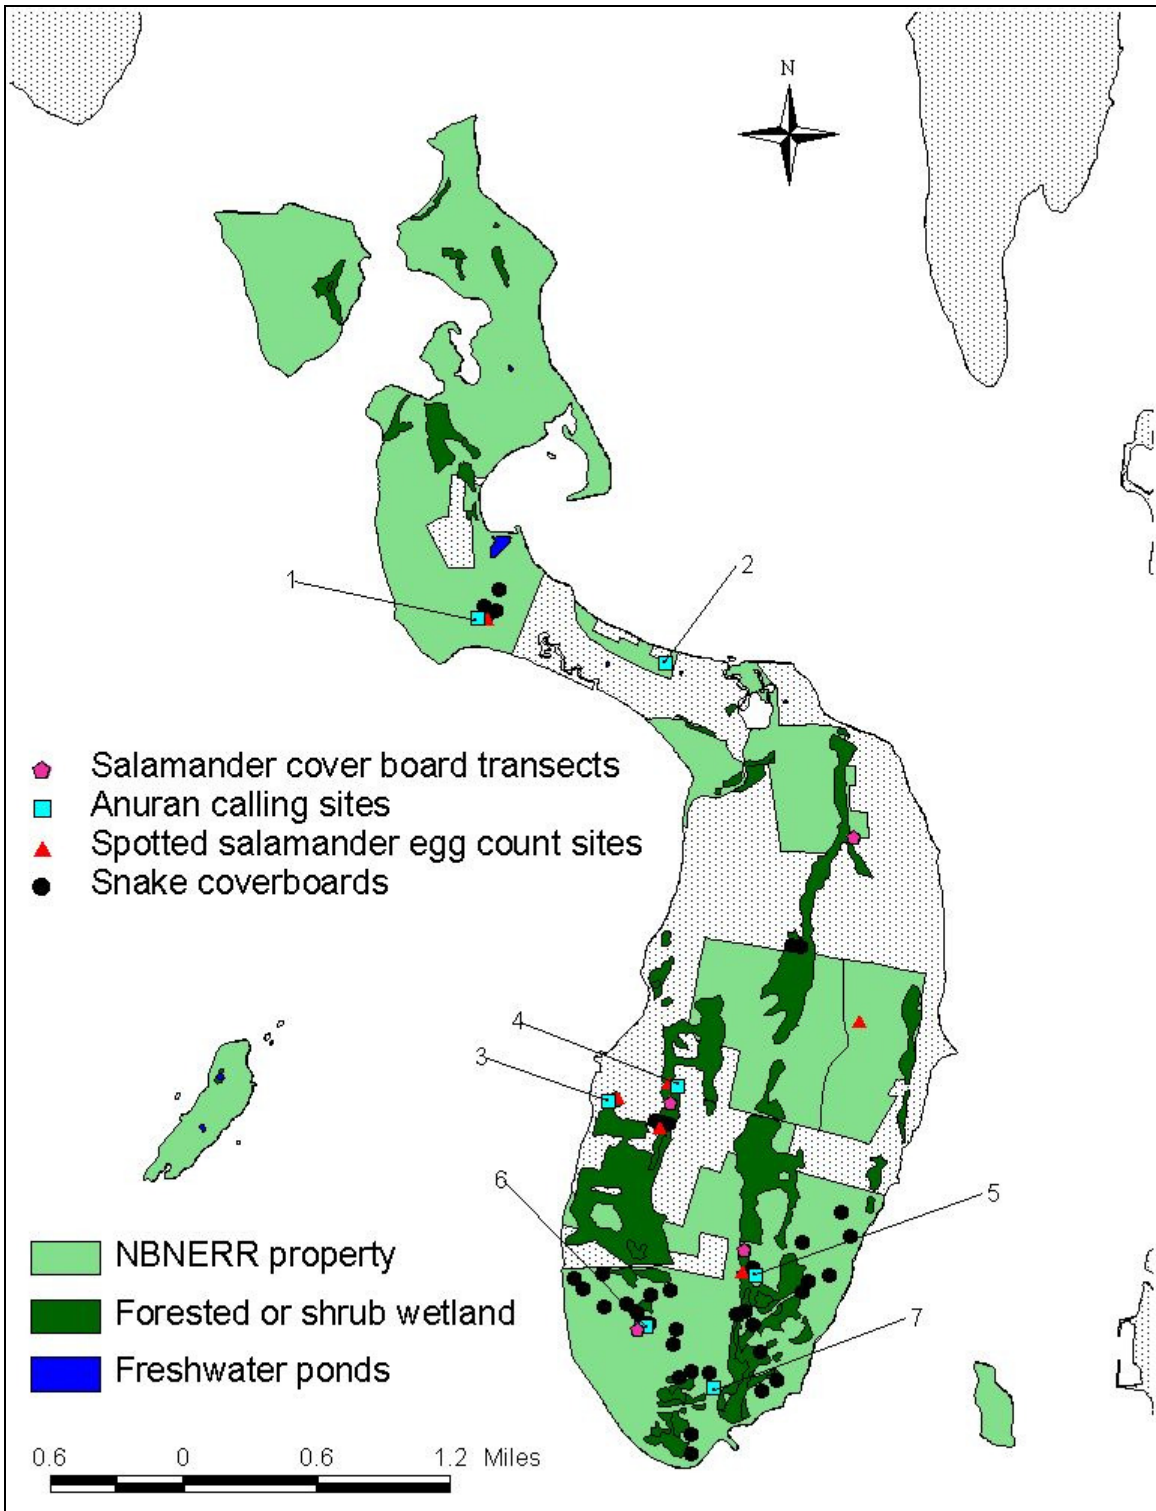 N
1
2
Salamander cover board transects
Anuran calling sites
Spotted salamander egg count sites
Snake coverboards
4
3
6
5
NBNERR property
Forested or shrub wetland
7
Freshwater ponds
0.6 0 0.6 1.2 Miles